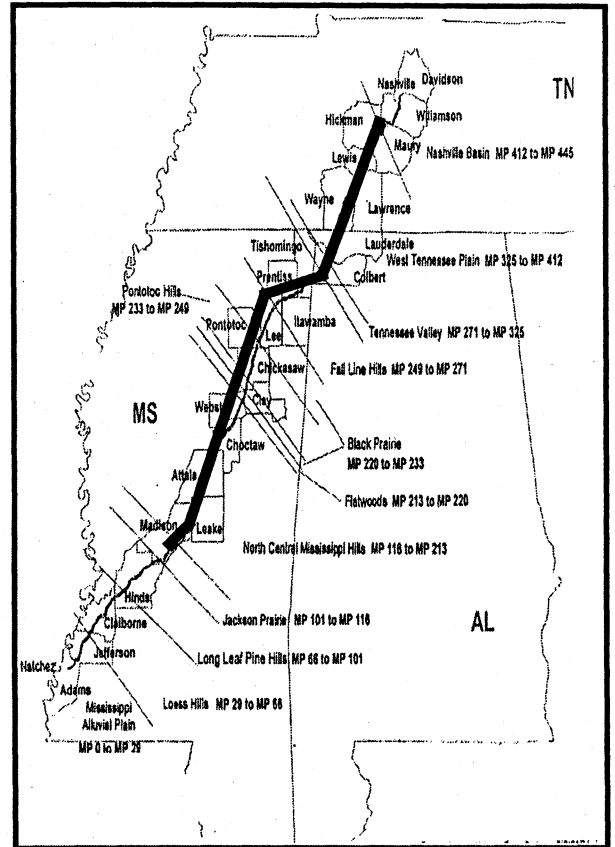 Nashville
Davidson
TN
Williamson
Hickman
Maury
Nashville Basin MP 412 to MP 445
Lewis
Wayne
Lawrence
Tishomingo
Lauderdale
West Tennessee Plain MP 325 to MP 412
Prentiss
Colbert
Pontotoc Hills
MP 233 to MP 249
Itawamba
Pontotoc
Lee
Tennessee Valley MP 271 to MP 325
Chickasaw
Fall Line Hills MP 249 to MP 271
MS
Clay
Choctaw
Black Prairie
MP 220 to MP 233
Attala
Flatwoods MP 213 to MP 220
Madison
Leake
North Central Mississippi Hills MP 116 to MP 213
Hinds
Jackson Prairie MP 101 to MP 116
AL
Claiborne
Jefferson
Long Leaf Pine Hills MP 66 to MP 101
Natchez
Adams
Loess Hills MP 29 to MP 66
Mississippi
Alluvial Plain
MP 0 to MP 29